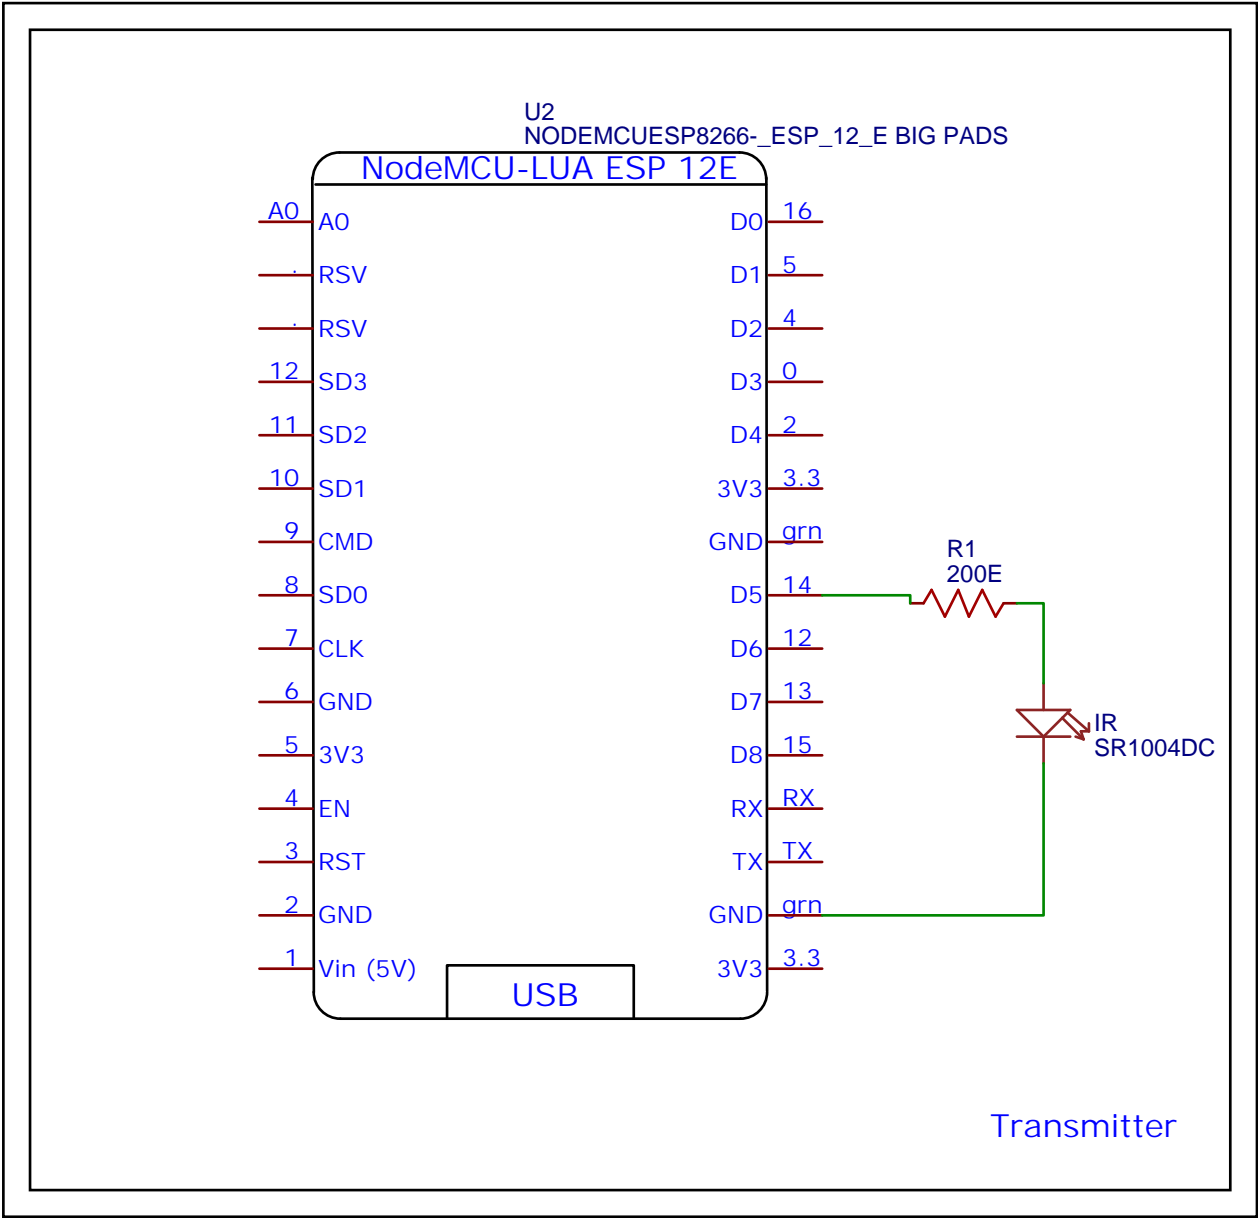 U2
NODEMCUESP8266-_ESP_12_E BIG PADS
NodeMCU-LUA ESP 12E
A0 A0 D0 16
. RSV D1 5
. RSV D2 4
12 SD3 D3 0
11 SD2 D4 2
10 SD1 3V3 3.3
9 CMD GND grn
R1
200E
8 SD0 D5 14
7 CLK D6 12
6 GND D7 13
IR
SR1004DC
5 3V3 D8 15
4 EN RX RX
3 RST TX TX
2 GND GND grn
1 Vin (5V) 3V3 3.3
USB
Transmitter